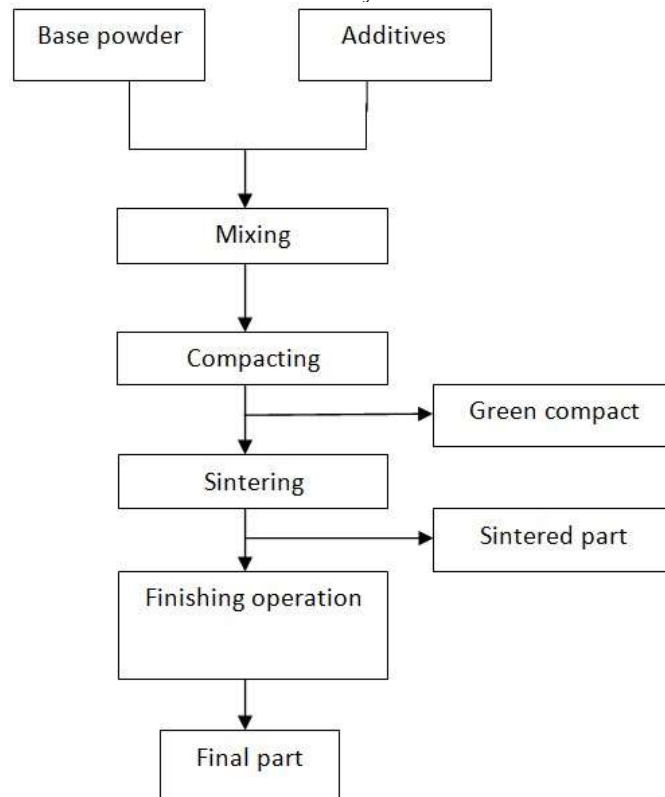 Base powder
Additives
Mixing
Compacting
Green compact
Sintering
Sintered part
Finishing operation
Final part